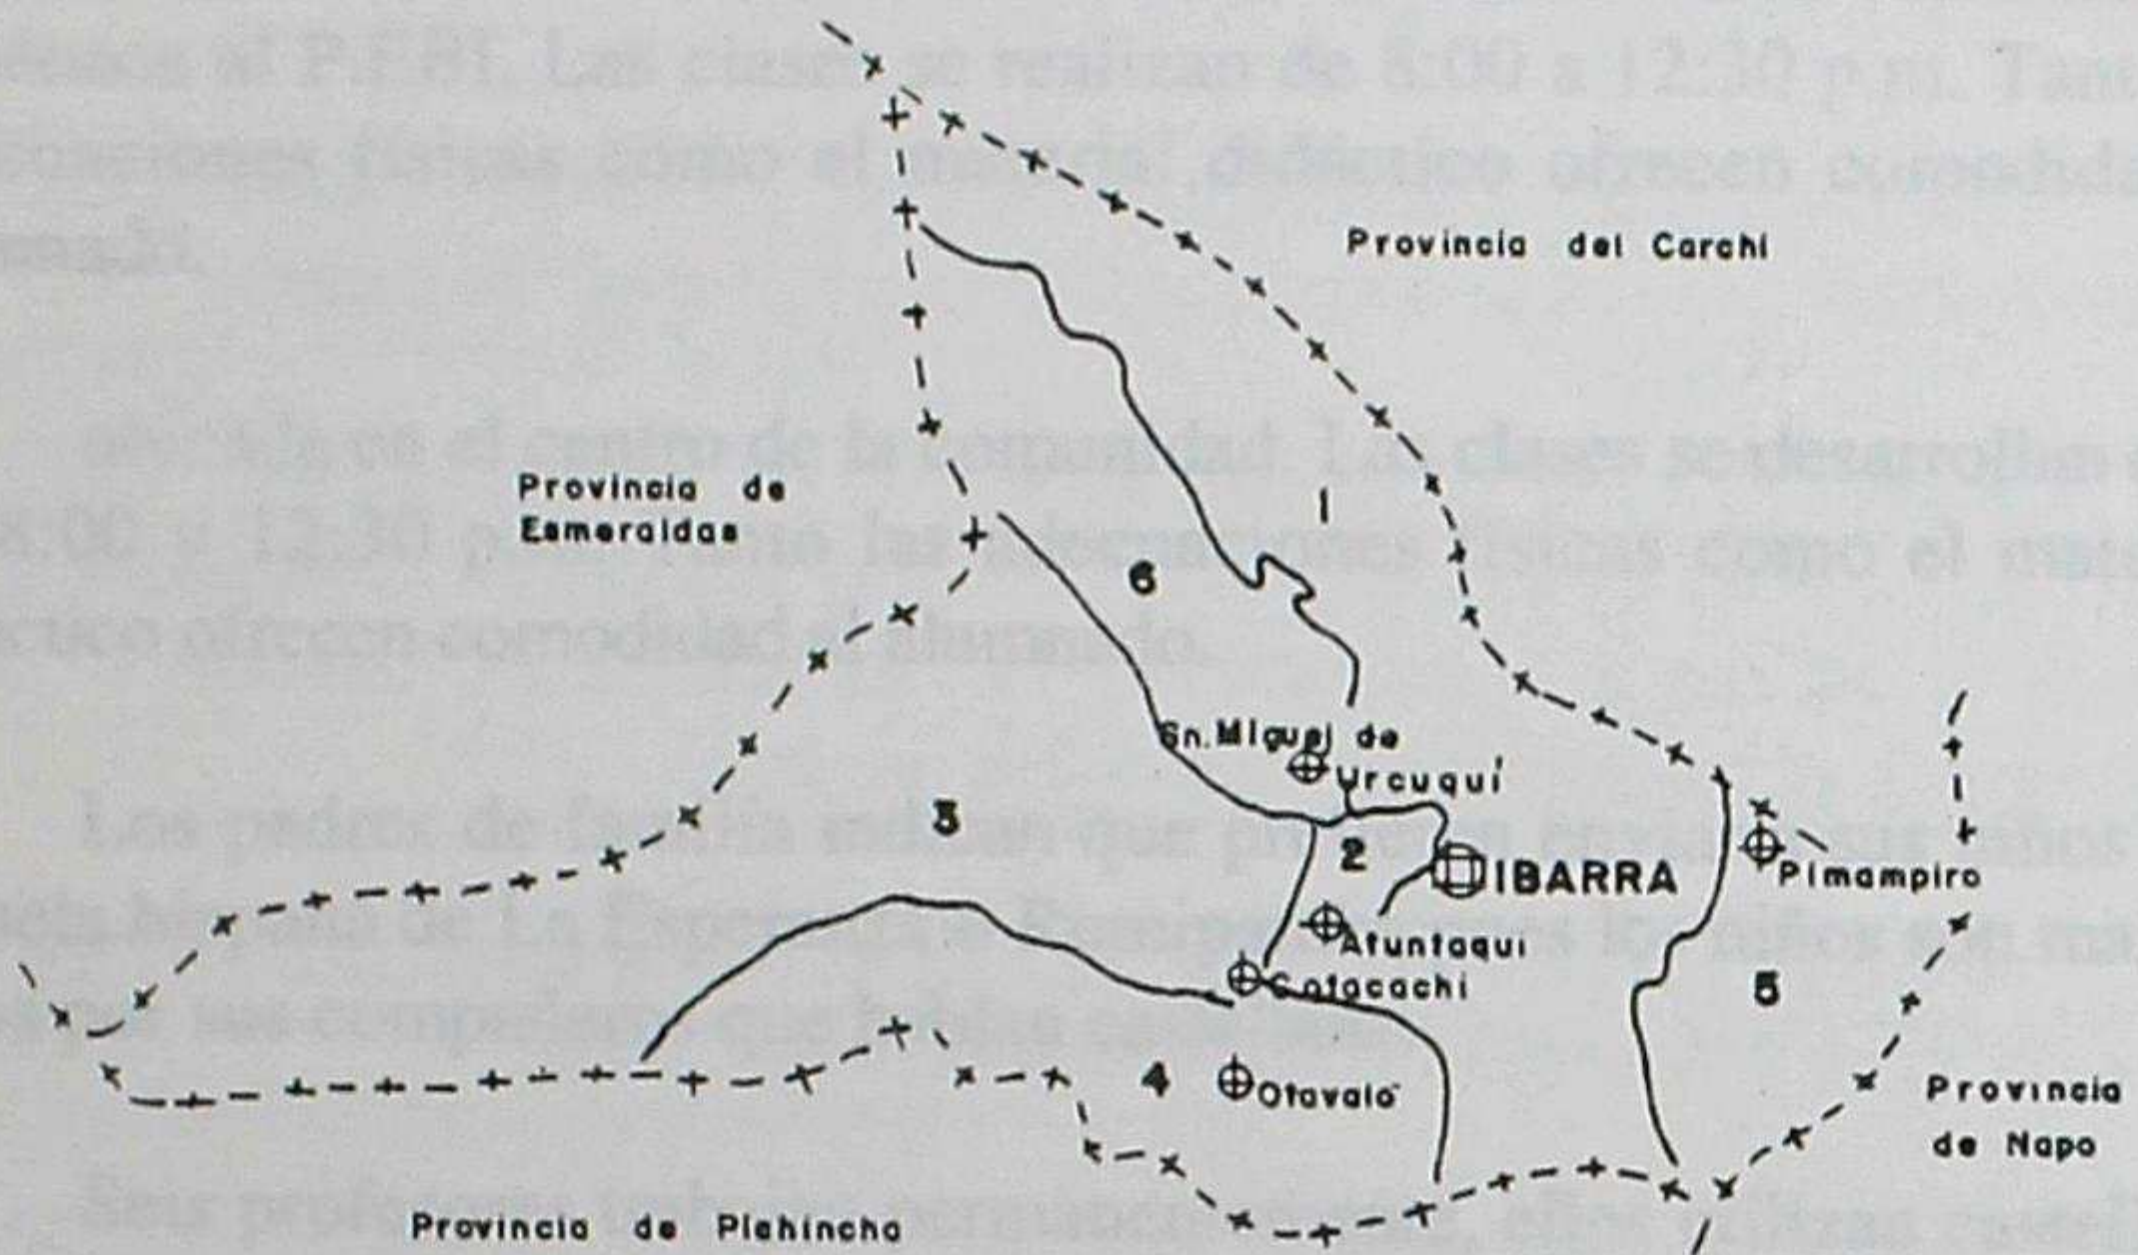 Provincia del Carchi
Provincia de
Esmeraldas
1
6
Sn. Miguel de
Urcuquí
3
2
IBARRA
Pimampiro
Atuntaqui
Cotacachi
5
4
Otavalo
Provincia
de Napo
Provincia de Pichincha